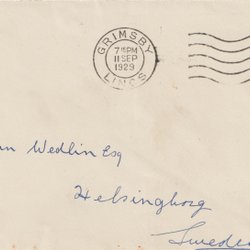 GRIMSBY
7 15 PM
11 SEP
1929
LINCS
Wedlin Esq
Helsingborg
Sweden